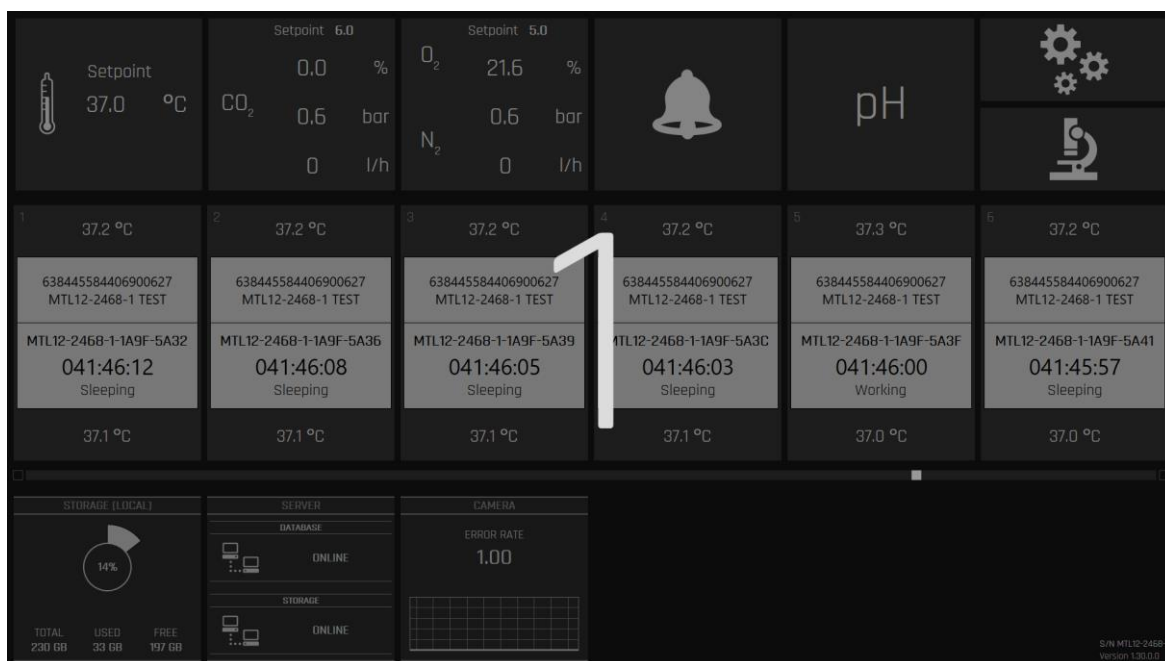 Setpoint
37.0 °C
Setpoint 6.0
0.0 %
CO₂
0.6 bar
0 l/h
Setpoint 5.0
O₂ 21.6 %
0.6 bar
N₂
0 l/h
pH
1 37.2 °C
638445584406900627
MTL12-2468-1 TEST
MTL12-2468-1-1A9F-5A32
041:46:12
Sleeping
37.1 °C
2 37.2 °C
638445584406900627
MTL12-2468-1 TEST
MTL12-2468-1-1A9F-5A36
041:46:08
Sleeping
37.1 °C
3 37.2 °C
638445584406900627
MTL12-2468-1 TEST
MTL12-2468-1-1A9F-5A39
041:46:05
Sleeping
37.1 °C
1
4 37.2 °C
638445584406900627
MTL12-2468-1 TEST
MTL12-2468-1-1A9F-5A3C
041:46:03
Sleeping
37.1 °C
5 37.3 °C
638445584406900627
MTL12-2468-1 TEST
MTL12-2468-1-1A9F-5A3F
041:46:00
Working
37.0 °C
6 37.2 °C
638445584406900627
MTL12-2468-1 TEST
MTL12-2468-1-1A9F-5A41
041:45:57
Sleeping
37.0 °C
STORAGE (LOCAL)
14%
TOTAL USED FREE
230 GB 33 GB 197 GB
SERVER
DATABASE
ONLINE
STORAGE
ONLINE
CAMERA
ERROR RATE
1.00
S/N MTL12-2468-
Version 1.30.0.0